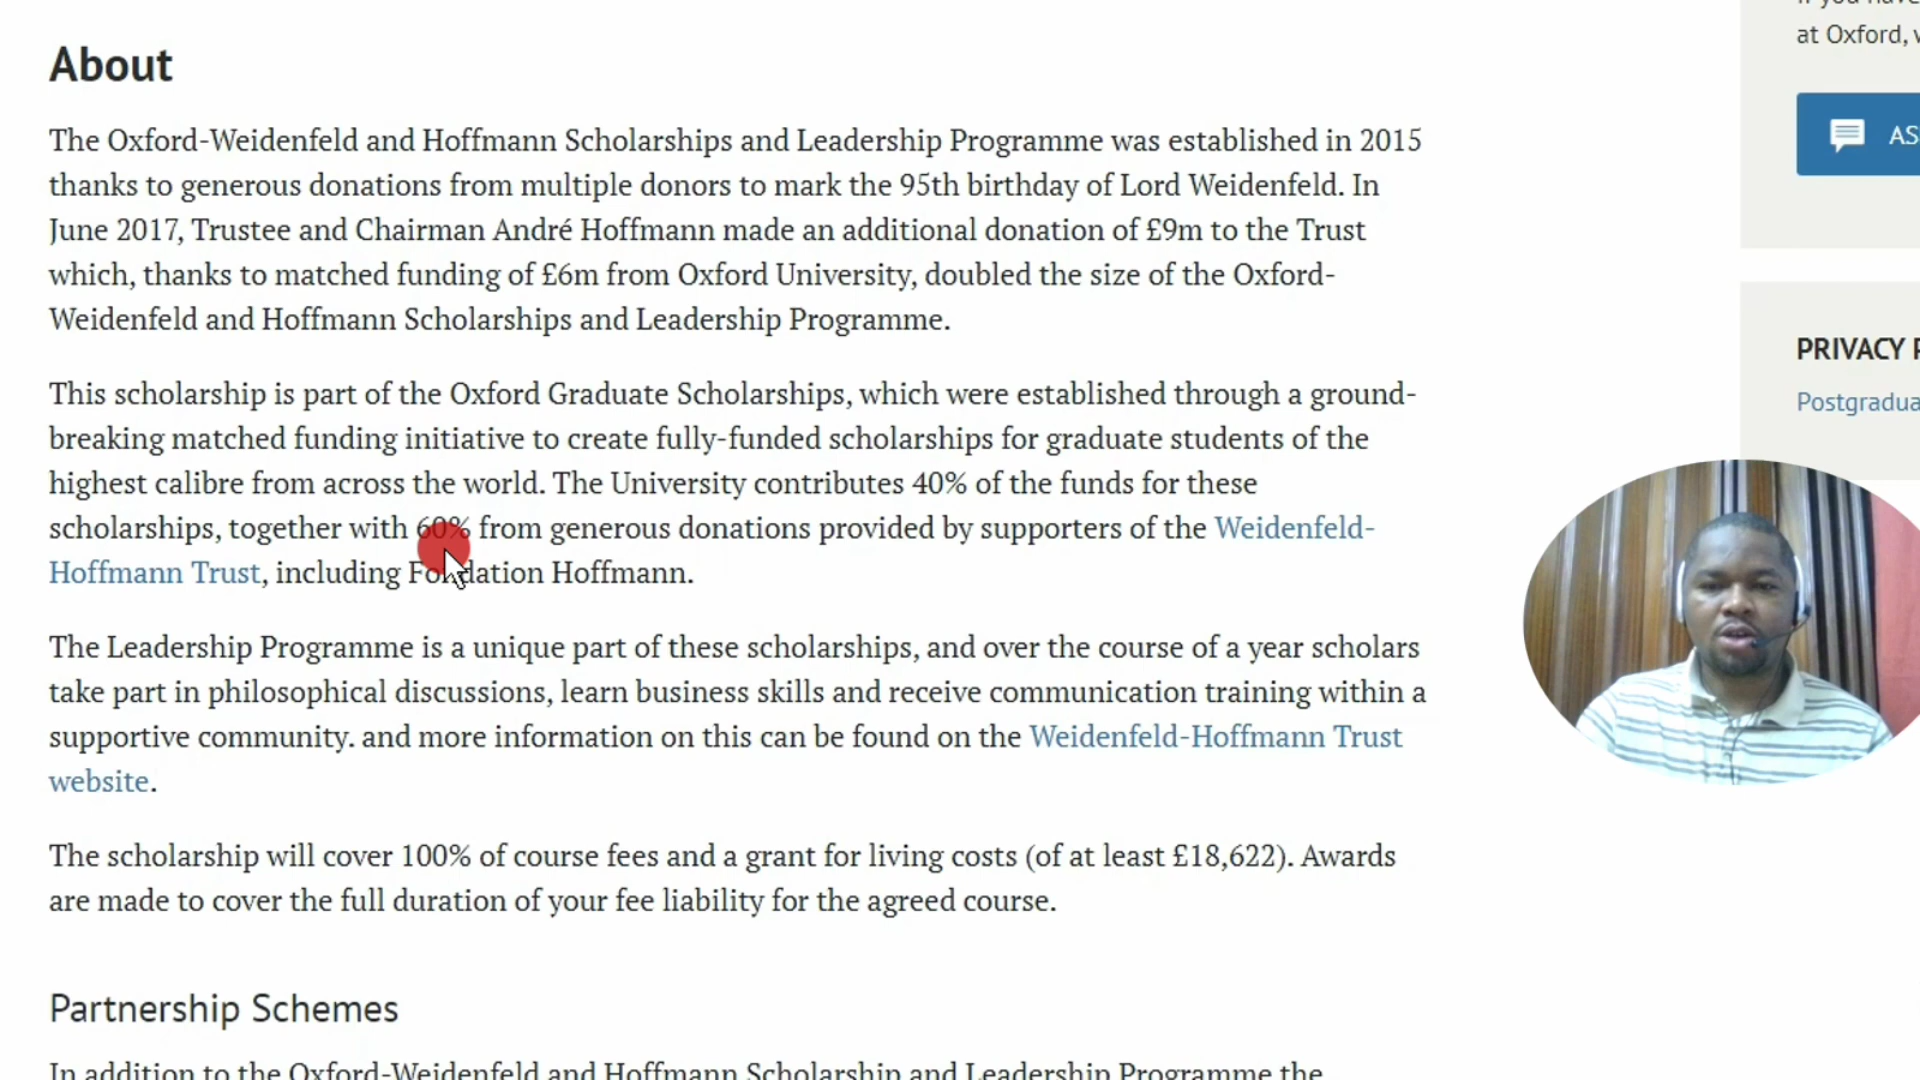 About
The Oxford-Weidenfeld and Hoffmann Scholarships and Leadership Programme was established in 2015
thanks to generous donations from multiple donors to mark the 95th birthday of Lord Weidenfeld. In
June 2017, Trustee and Chairman André Hoffmann made an additional donation of £9m to the Trust
which, thanks to matched funding of £6m from Oxford University, doubled the size of the Oxford-
Weidenfeld and Hoffmann Scholarships and Leadership Programme.
This scholarship is part of the Oxford Graduate Scholarships, which were established through a ground-
breaking matched funding initiative to create fully-funded scholarships for graduate students of the
highest calibre from across the world. The University contributes 40% of the funds for these
scholarships, together with 60% from generous donations provided by supporters of the Weidenfeld-
Hoffmann Trust, including Fondation Hoffmann.
The Leadership Programme is a unique part of these scholarships, and over the course of a year scholars
take part in philosophical discussions, learn business skills and receive communication training within a
supportive community. and more information on this can be found on the Weidenfeld-Hoffmann Trust
website.
The scholarship will cover 100% of course fees and a grant for living costs (of at least £18,622). Awards
are made to cover the full duration of your fee liability for the agreed course.
Partnership Schemes
In addition to the Oxford-Weidenfeld and Hoffmann Scholarship and Leadership Programme the
if you have
at Oxford,
AS
PRIVACY
Postgradua